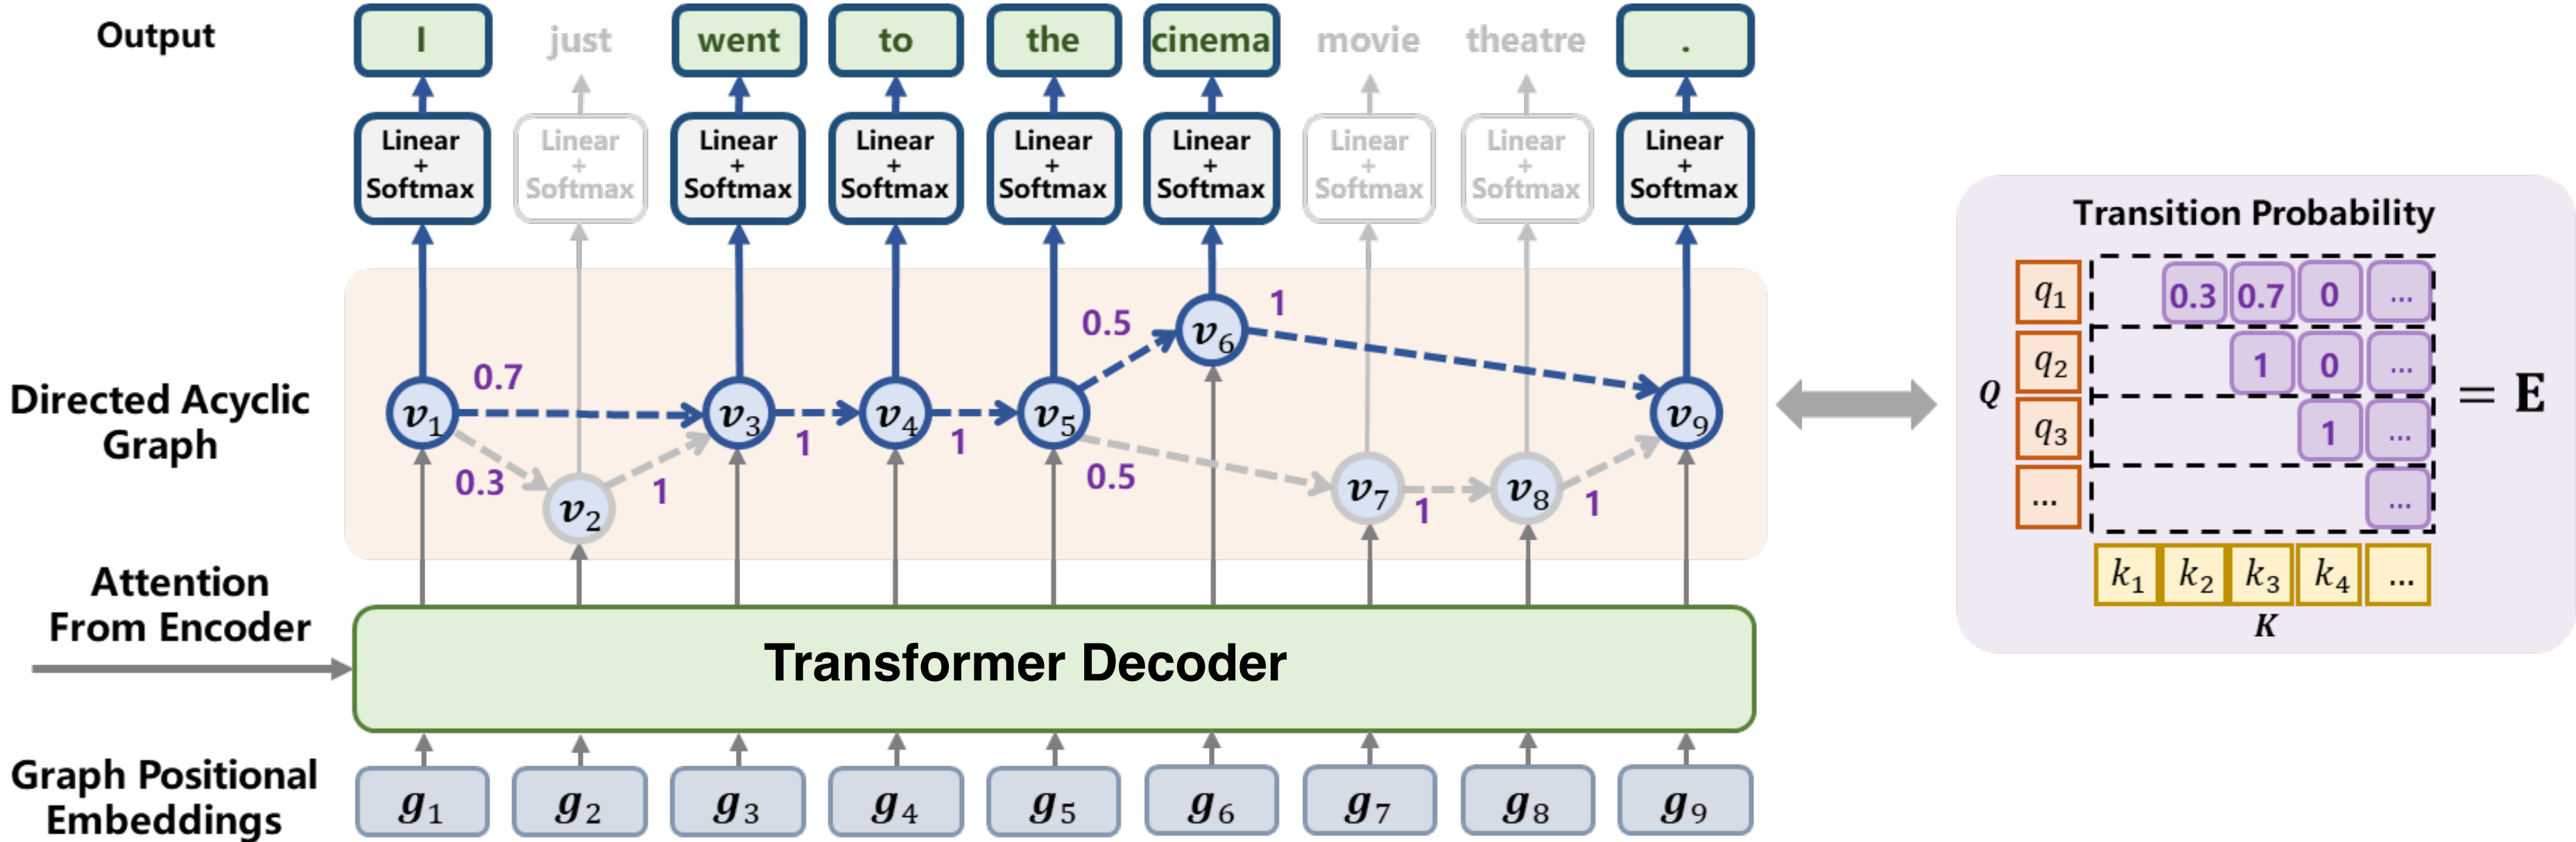 Output
I just went to the cinema movie theatre .
Linear + Softmax
Linear + Softmax
Linear + Softmax
Linear + Softmax
Linear + Softmax
Linear + Softmax
Linear + Softmax
Linear + Softmax
Linear + Softmax
Directed Acyclic
Graph
v1 v2 v3 v4 v5 v6 v7 v8 v9
0.7
0.3
1
1
1
0.5
0.5
1
1
1
Attention
From Encoder
Transformer Decoder
Graph Positional
Embeddings
g1 g2 g3 g4 g5 g6 g7 g8 g9
Transition Probability
q1 0.3 0.7 0 ...
q2 1 0 ...
Q
q3 1 ...
... ...
= E
k1 k2 k3 k4 ...
K